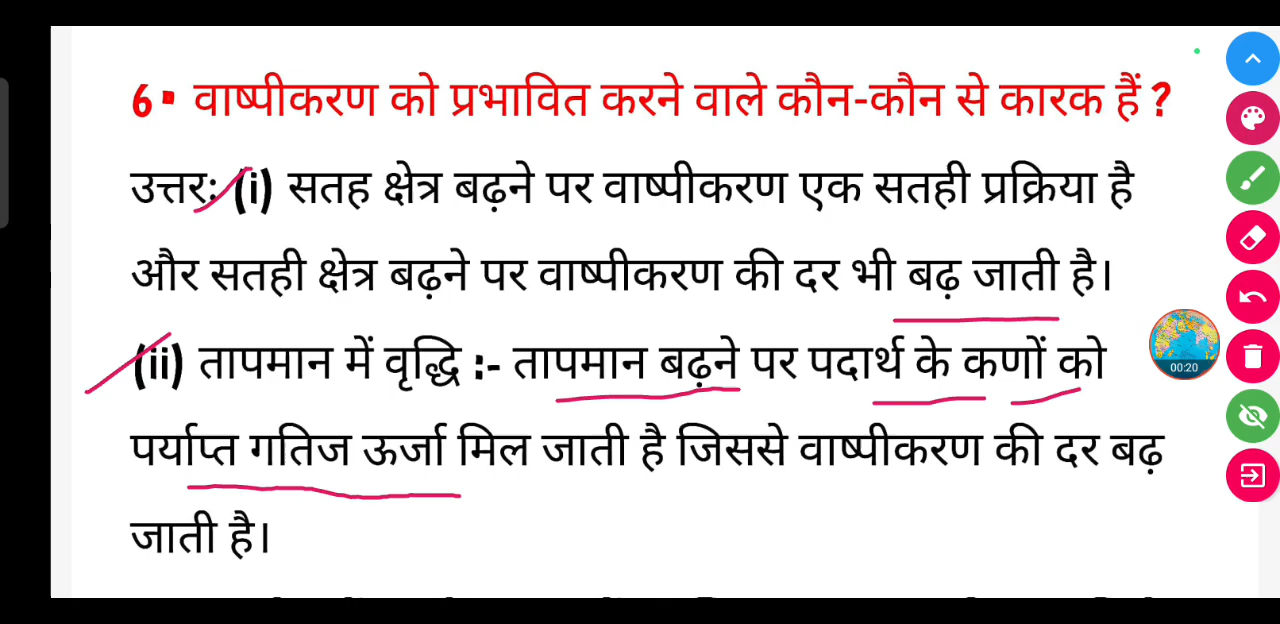 6▪ वाष्पीकरण को प्रभावित करने वाले कौन-कौन से कारक हैं ?
उत्तरः (i) सतह क्षेत्र बढ़ने पर वाष्पीकरण एक सतही प्रक्रिया है
और सतही क्षेत्र बढ़ने पर वाष्पीकरण की दर भी बढ़ जाती है।
(ii) तापमान में वृद्धि :- तापमान बढ़ने पर पदार्थ के कणों को
पर्याप्त गतिज ऊर्जा मिल जाती है जिससे वाष्पीकरण की दर बढ़
जाती है।
00:20